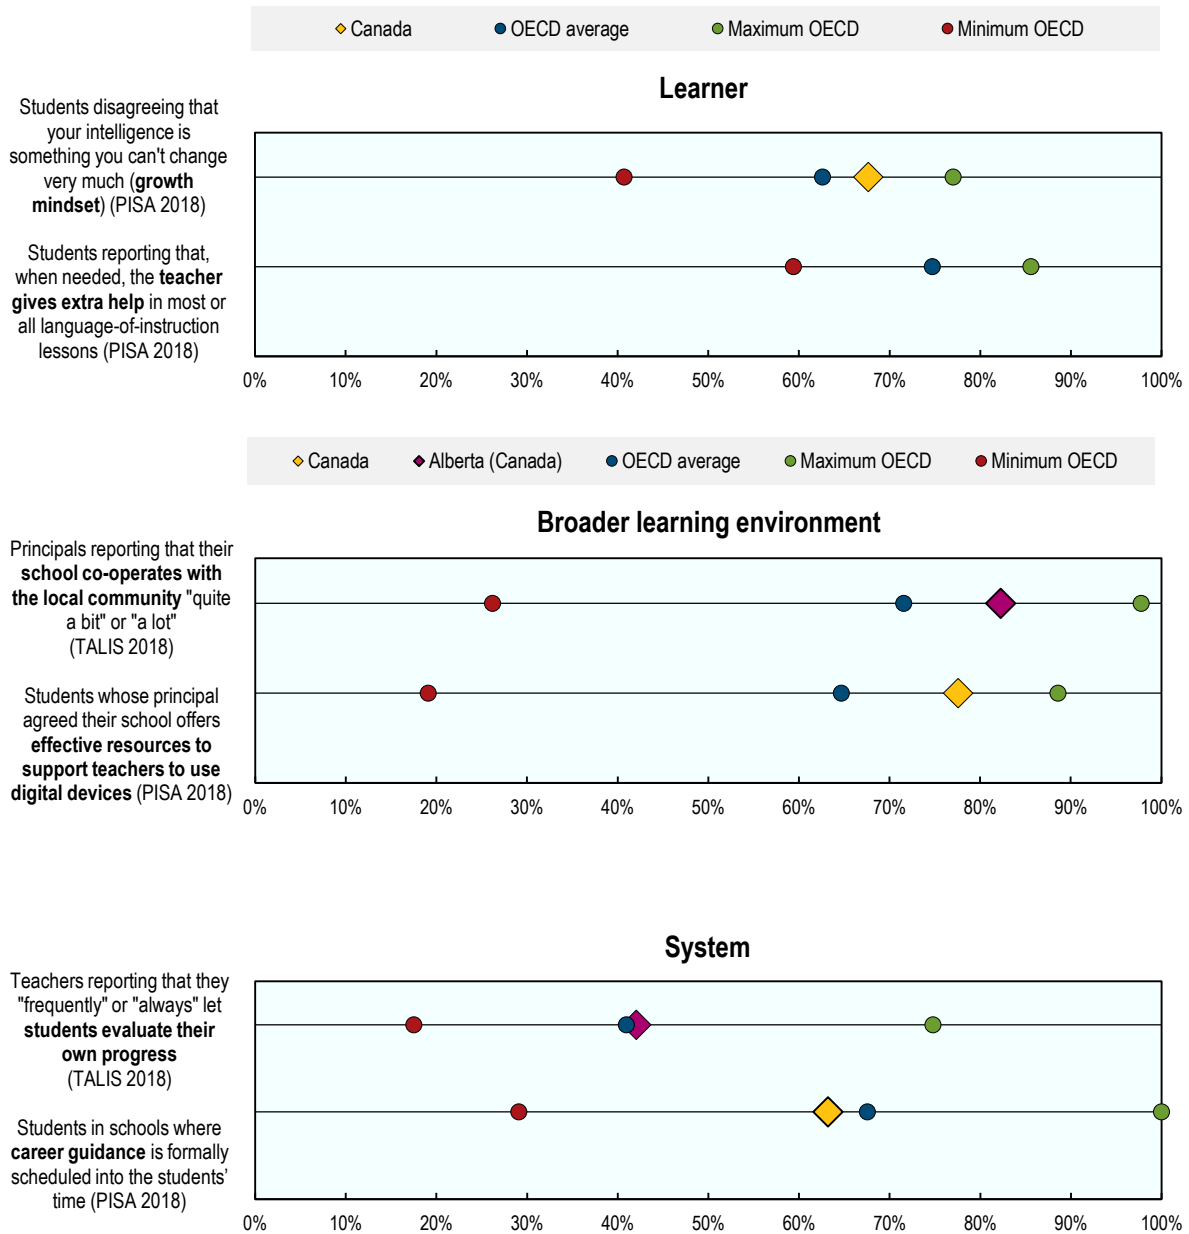 Canada OECD average Maximum OECD Minimum OECD
Learner
Students disagreeing that
your intelligence is
something you can't change
very much (growth
mindset) (PISA 2018)
Students reporting that,
when needed, the teacher
gives extra help in most or
all language-of-instruction
lessons (PISA 2018)
0% 10% 20% 30% 40% 50% 60% 70% 80% 90% 100%
Canada Alberta (Canada) OECD average Maximum OECD Minimum OECD
Broader learning environment
Principals reporting that their
school co-operates with
the local community "quite
a bit" or "a lot"
(TALIS 2018)
Students whose principal
agreed their school offers
effective resources to
support teachers to use
digital devices (PISA 2018)
0% 10% 20% 30% 40% 50% 60% 70% 80% 90% 100%
System
Teachers reporting that they
"frequently" or "always" let
students evaluate their
own progress
(TALIS 2018)
Students in schools where
career guidance is formally
scheduled into the students’
time (PISA 2018)
0% 10% 20% 30% 40% 50% 60% 70% 80% 90% 100%